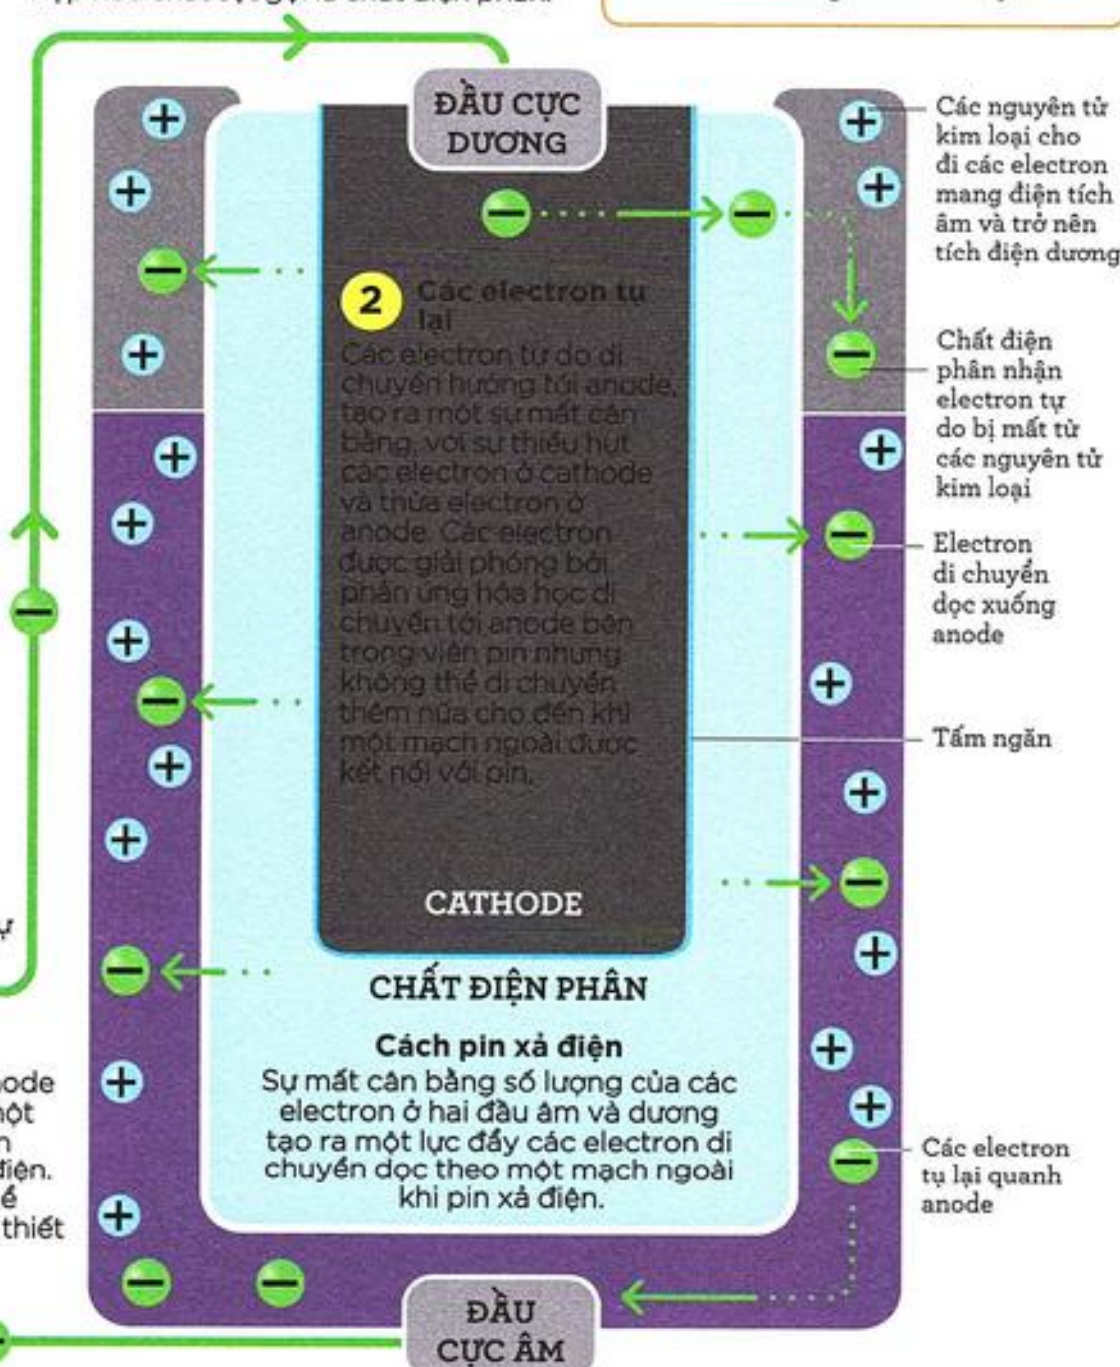 ĐẦU CỰC
DƯƠNG
Các nguyên tử
kim loại cho
đi các electron
mang điện tích
âm và trở nên
tích điện dương
2
Các electron tụ
lại
Các electron tự do di
chuyển hướng tới anode,
tạo ra một sự mất cân
bằng, với sự thiếu hụt
các electron ở cathode
và thừa electron ở
anode. Các electron
được giải phóng bởi
phản ứng hóa học di
chuyển tới anode bên
trong viên pin nhưng
không thể di chuyển
thêm nữa cho đến khi
một mạch ngoài được
kết nối với pin.
Chất điện
phân nhận
electron tự
do bị mất từ
các nguyên tử
kim loại
Electron
di chuyển
dọc xuống
anode
Tấm ngăn
CATHODE
CHẤT ĐIỆN PHÂN
Cách pin xả điện
Sự mất cân bằng số lượng của các
electron ở hai đầu âm và dương
tạo ra một lực đẩy các electron di
chuyển dọc theo một mạch ngoài
khi pin xả điện.
điện.
thiết
Các electron
tụ lại quanh
anode
ĐẦU
CỰC ÂM